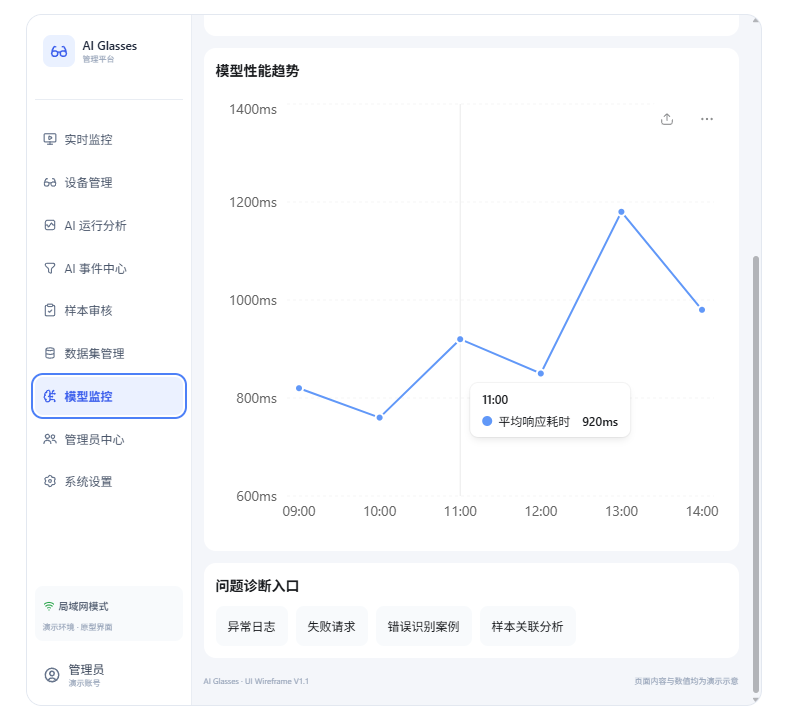 AI Glasses
管理平台
实时监控
设备管理
AI 运行分析
AI 事件中心
样本审核
数据集管理
模型监控
管理员中心
系统设置
局域网模式
演示环境 · 原型界面
管理员
演示账号
模型性能趋势
1400ms
1200ms
1000ms
800ms
600ms
09:00 10:00 11:00 12:00 13:00 14:00
11:00
平均响应耗时 920ms
问题诊断入口
异常日志 失败请求 错误识别案例 样本关联分析
AI Glasses · UI Wireframe V1.1
页面内容与数值均为演示示意